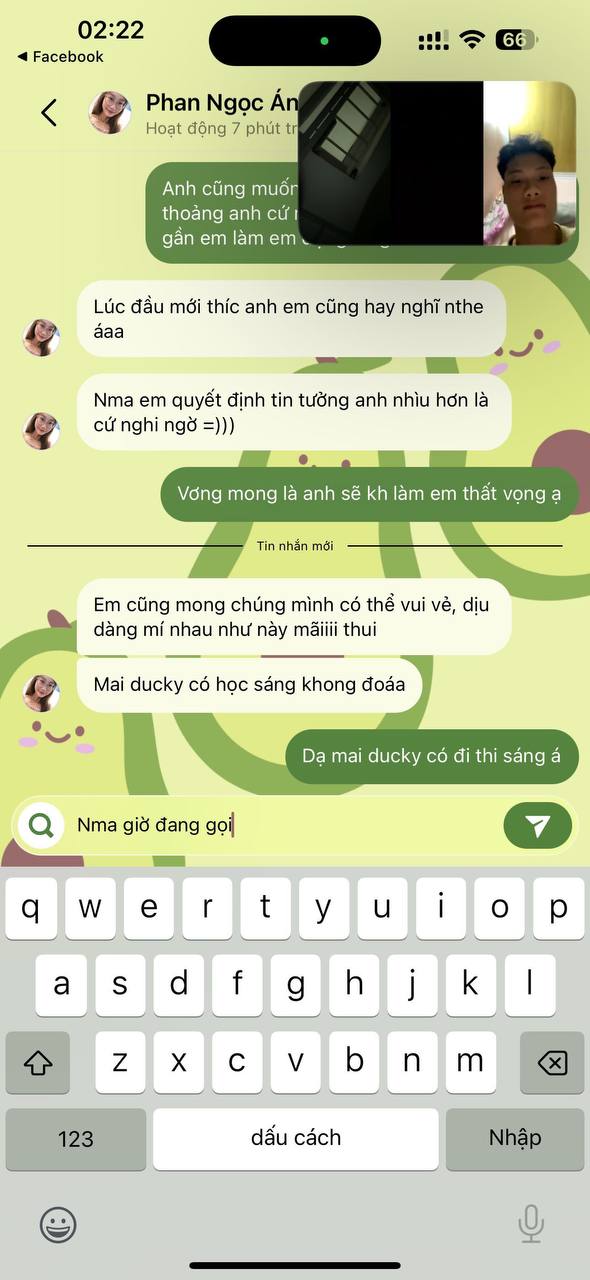 02:22
66
◀ Facebook
Phan Ngọc Án
Hoạt động 7 phút tr
Anh cũng muốn
thoảng anh cứ
gần em làm em
Lúc đầu mới thíc anh em cũng hay nghĩ nthe
áaa
Nma em quyết định tin tưởng anh nhìu hơn là
cứ nghi ngờ =)))
Vơng mong là anh sẽ kh làm em thất vọng ạ
Tin nhắn mới
Em cũng mong chúng mình có thể vui vẻ, dịu
dàng mí nhau như này mãiiii thui
Mai ducky có học sáng khong đoáa
Dạ mai ducky có đi thi sáng á
Nma giờ đang gọi
q w e r t y u i o p
a s d f g h j k l
z x c v b n m
123 dấu cách Nhập